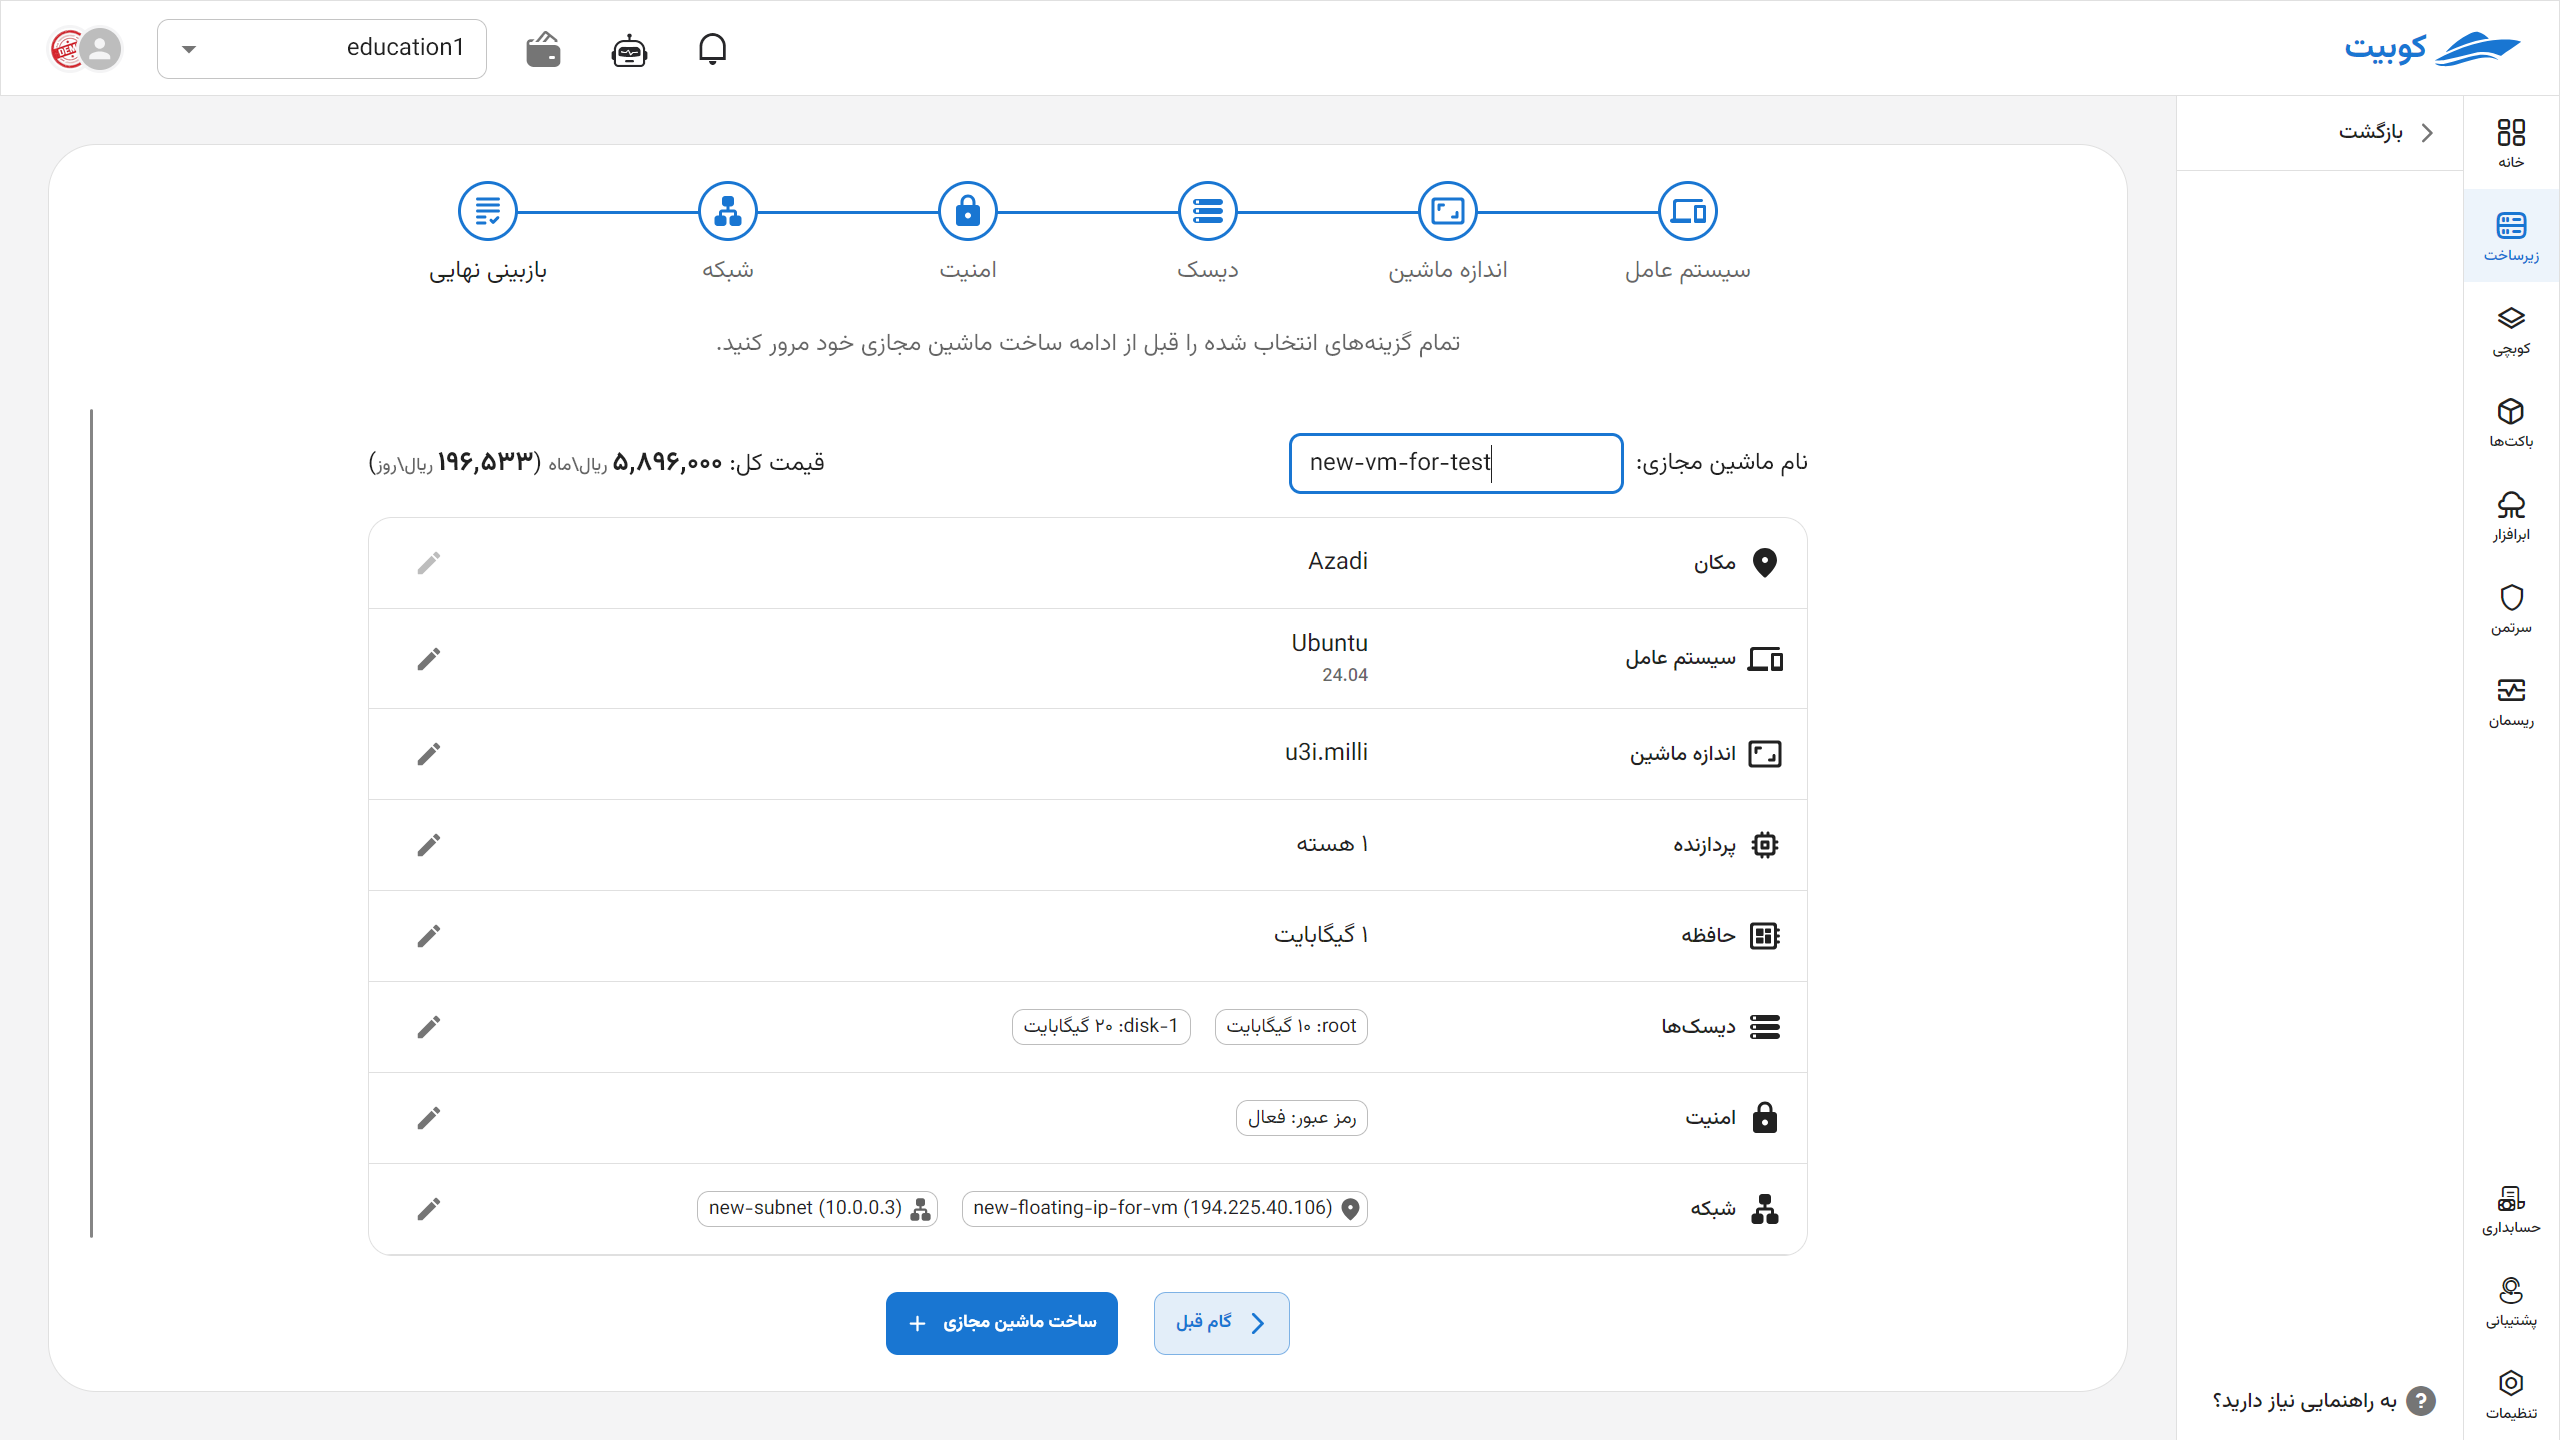 کوبیت
education1
DEMO
خانه
زیرساخت
کوبچی
باکت‌ها
ابرافزار
سرتمن
ریسمان
حسابداری
پشتیبانی
تنظیمات
بازگشت
به راهنمایی نیاز دارید؟
سیستم عامل
اندازه ماشین
دیسک
امنیت
شبکه
بازبینی نهایی
تمام گزینه‌های انتخاب شده را قبل از ادامه ساخت ماشین مجازی خود مرور کنید.
نام ماشین مجازی: new-vm-for-test
قیمت کل: ۵,۸۹۶,۰۰۰ ریال\ماه (۱۹۶,۵۳۳ ریال\روز)
مکان Azadi
سیستم عامل Ubuntu
24.04
اندازه ماشین u3i.milli
پردازنده ۱ هسته
حافظه ۱ گیگابایت
دیسک‌ها root: ۱۰ گیگابایت disk-1: ۲۰ گیگابایت
امنیت رمز عبور: فعال
شبکه new-floating-ip-for-vm (194.225.40.106) new-subnet (10.0.0.3)
گام قبل
ساخت ماشین مجازی +